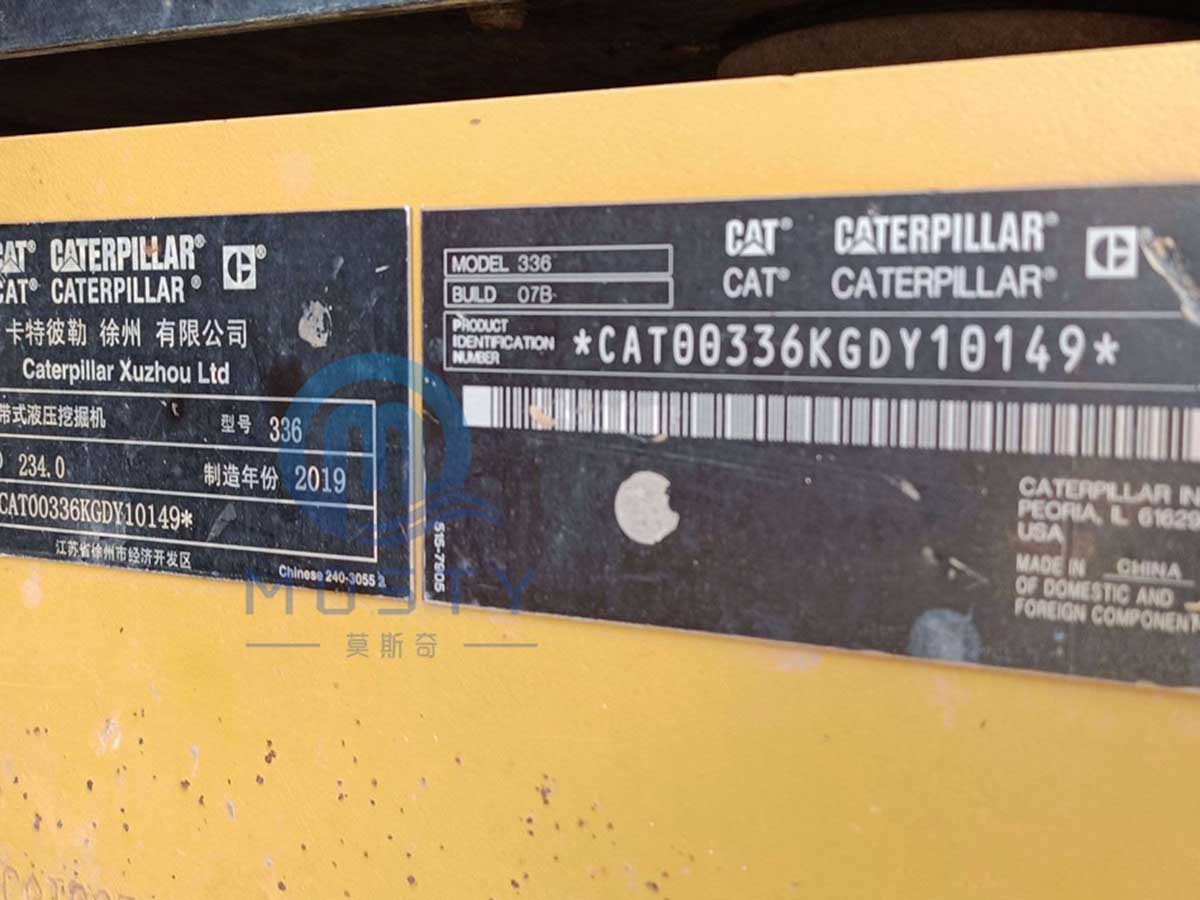 CAT® CATERPILLAR®
CAT® CATERPILLAR®
卡特彼勒 徐州 有限公司
Caterpillar Xuzhou Ltd
带式液压挖掘机 型号 336
234.0 制造年份 2019
CAT00336KGDY10149*
江苏省徐州市经济开发区
Chinese 240-3055 2
CAT® CATERPILLAR®
CAT® CATERPILLAR®
MODEL 336
BUILD 07B
PRODUCT
IDENTIFICATION
NUMBER
*CAT00336KGDY10149*
515-7905
CATERPILLAR IN
PEORIA, IL 61629
USA
MADE IN CHINA
OF DOMESTIC AND
FOREIGN COMPONENT
MOSTY
莫斯奇